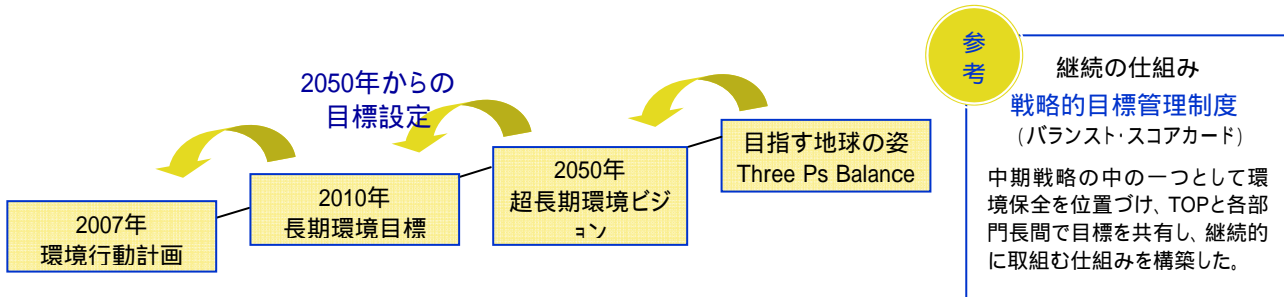 2050年からの
目標設定
2007年
環境行動計画
2010年
長期環境目標
2050年
超長期環境ビジ
ョン
目指す地球の姿
Three Ps Balance
参
考
継続の仕組み
戦略的目標管理制度
(バランスト・スコアカード)
中期戦略の中の一つとして環
境保全を位置づけ、TOPと各部
門長間で目標を共有し、継続的
に取組む仕組みを構築した。